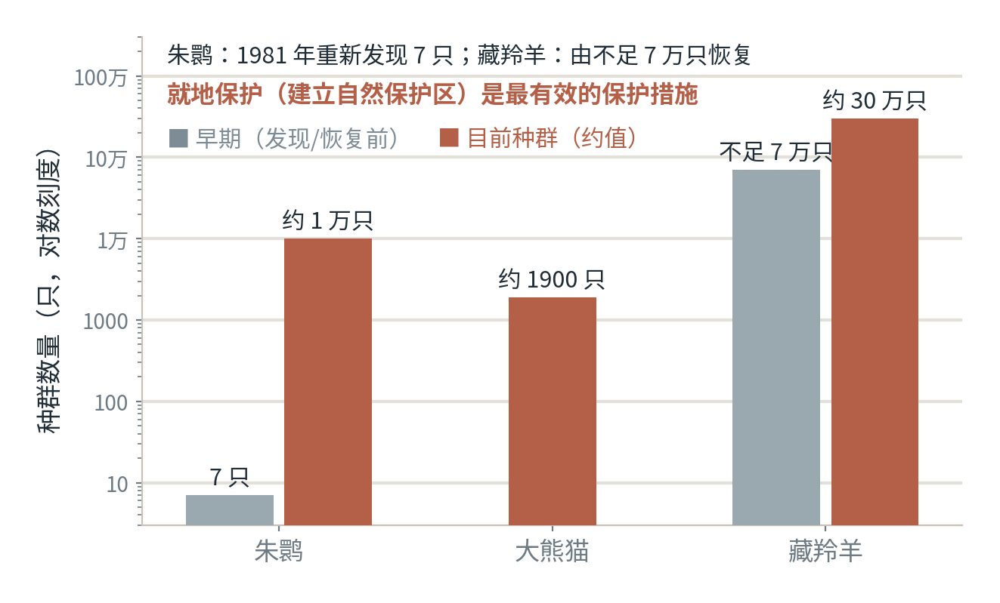 朱鹮：1981 年重新发现 7 只；藏羚羊：由不足 7 万只恢复
就地保护（建立自然保护区）是最有效的保护措施
早期（发现/恢复前） 目前种群（约值）
种群数量（只，对数刻度）
100万
10万
1万
1000
100
10
7 只
约 1 万只
约 1900 只
不足 7 万只
约 30 万只
朱鹮 大熊猫 藏羚羊